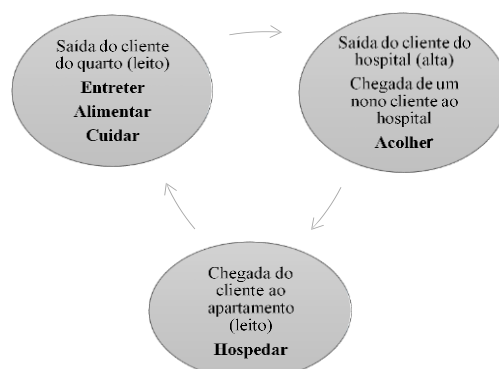 Saída do cliente
do quarto (leito)
Entreter
Alimentar
Cuidar
Saída do cliente do
hospital (alta)
Chegada de um
nono cliente ao
hospital
Acolher
Chegada do
cliente ao
apartamento
(leito)
Hospedar